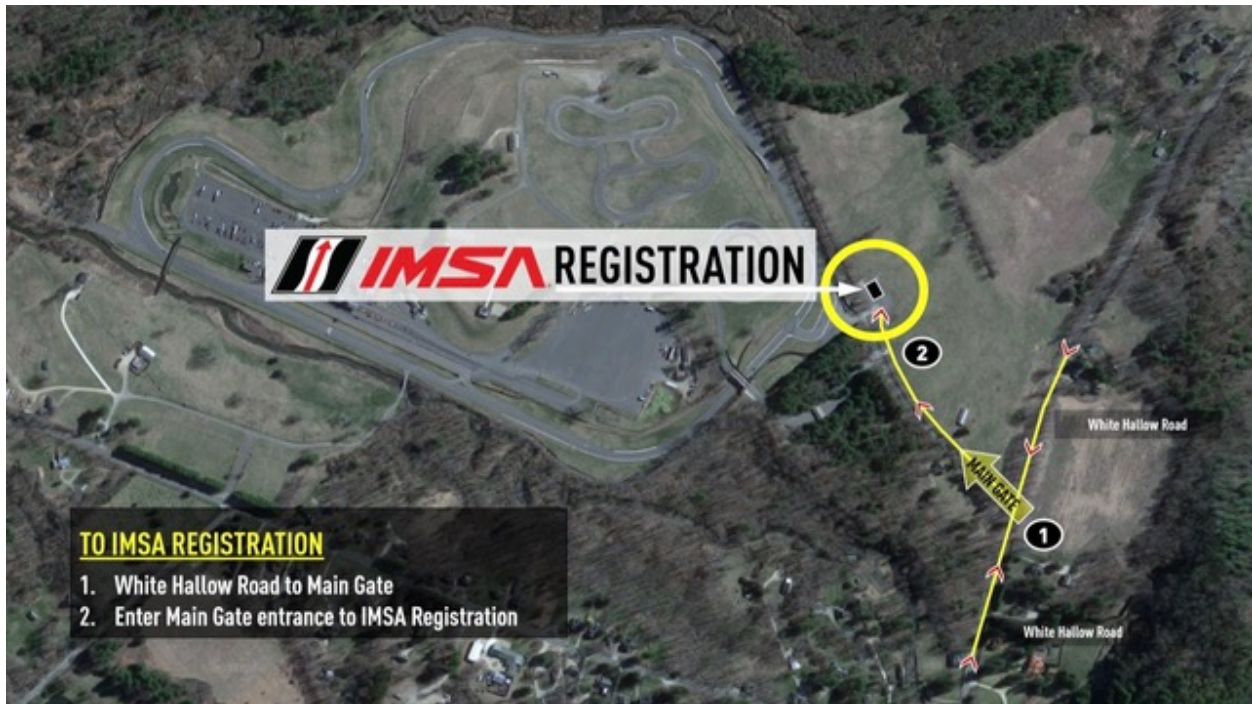 IMSA REGISTRATION
2
White Hallow Road
MAIN GATE
1
TO IMSA REGISTRATION
1. White Hallow Road to Main Gate
2. Enter Main Gate entrance to IMSA Registration
White Hallow Road